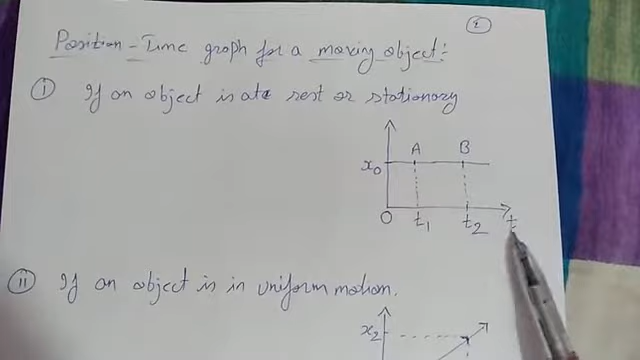 Position - Time graph for a moving object:
(i) If an object is at rest or stationary
A B
x0
O t1 t2 t
(ii) If an object is in uniform motion.
x2